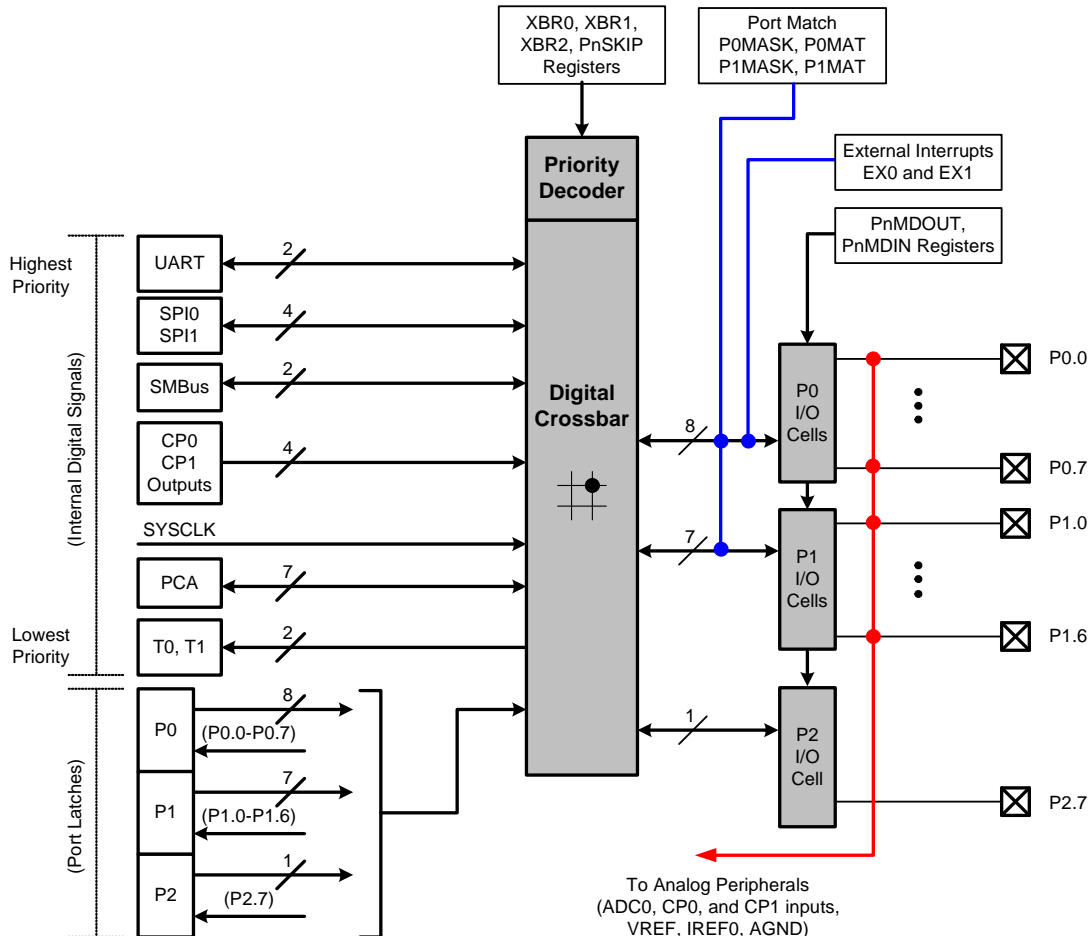 XBR0, XBR1,
XBR2, PnSKIP
Registers
Port Match
P0MASK, P0MAT
P1MASK, P1MAT
External Interrupts
EX0 and EX1
Priority
Decoder
PnMDOUT,
PnMDIN Registers
Highest
Priority
UART
2
SPI0
SPI1
4
SMBus
2
CP0
CP1
Outputs
4
SYSCLK
PCA
7
Lowest
Priority
T0, T1
2
(Internal Digital Signals)
Digital
Crossbar
8
7
1
P0
I/O
Cells
P1
I/O
Cells
P2
I/O
Cell
P0.0
P0.7
P1.0
P1.6
P2.7
(Port Latches)
P0
8
(P0.0-P0.7)
P1
7
(P1.0-P1.6)
P2
1
(P2.7)
To Analog Peripherals
(ADC0, CP0, and CP1 inputs,
VREF, IREF0, AGND)